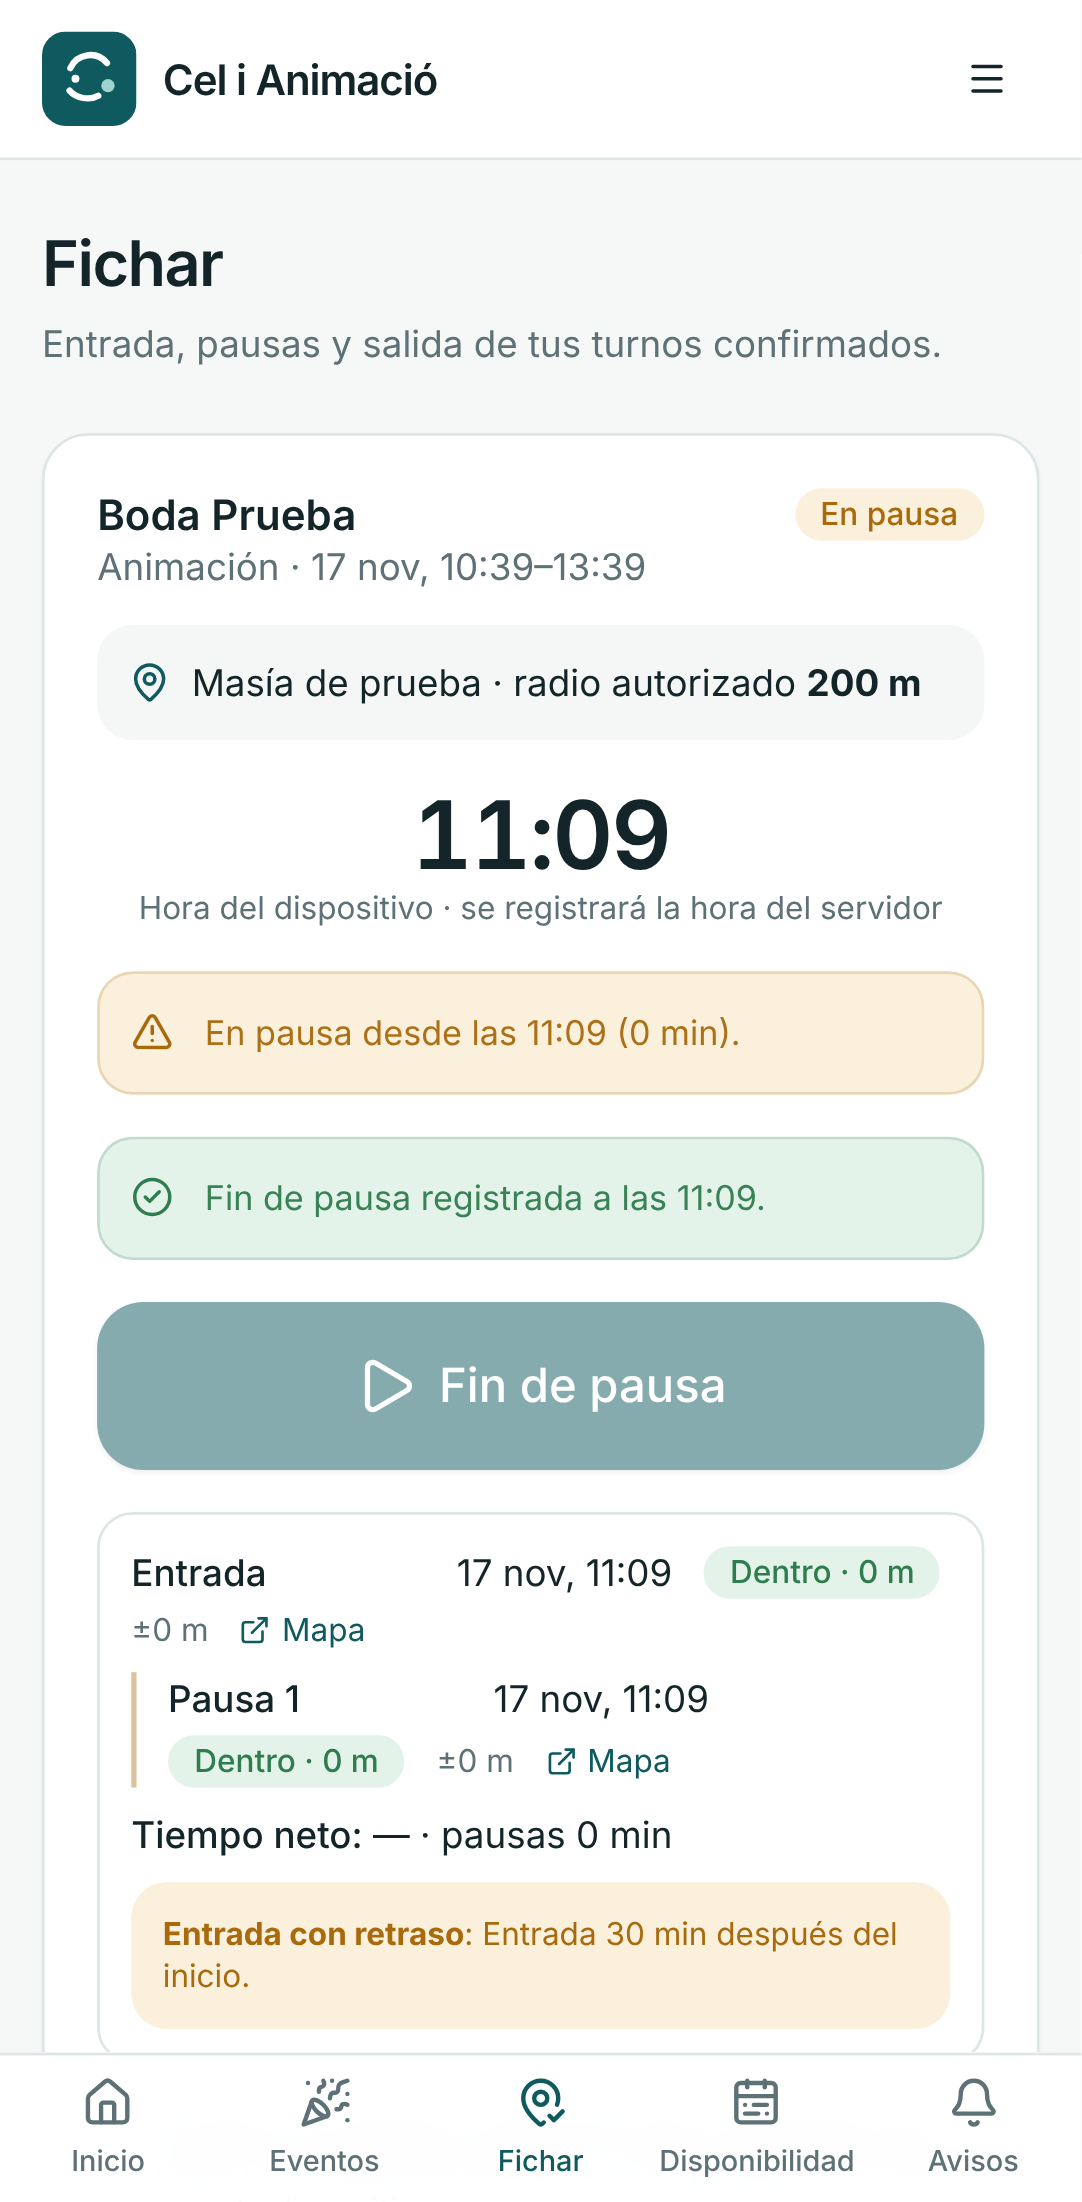 Cel i Animació
Fichar
Entrada, pausas y salida de tus turnos confirmados.
Boda Prueba
En pausa
Animación · 17 nov, 10:39–13:39
Masía de prueba · radio autorizado 200 m
11:09
Hora del dispositivo · se registrará la hora del servidor
En pausa desde las 11:09 (0 min).
Fin de pausa registrada a las 11:09.
Fin de pausa
Entrada 17 nov, 11:09 Dentro · 0 m
±0 m Mapa
Pausa 1 17 nov, 11:09
Dentro · 0 m ±0 m Mapa
Tiempo neto: — · pausas 0 min
Entrada con retraso: Entrada 30 min después del
inicio.
Inicio Eventos Fichar Disponibilidad Avisos